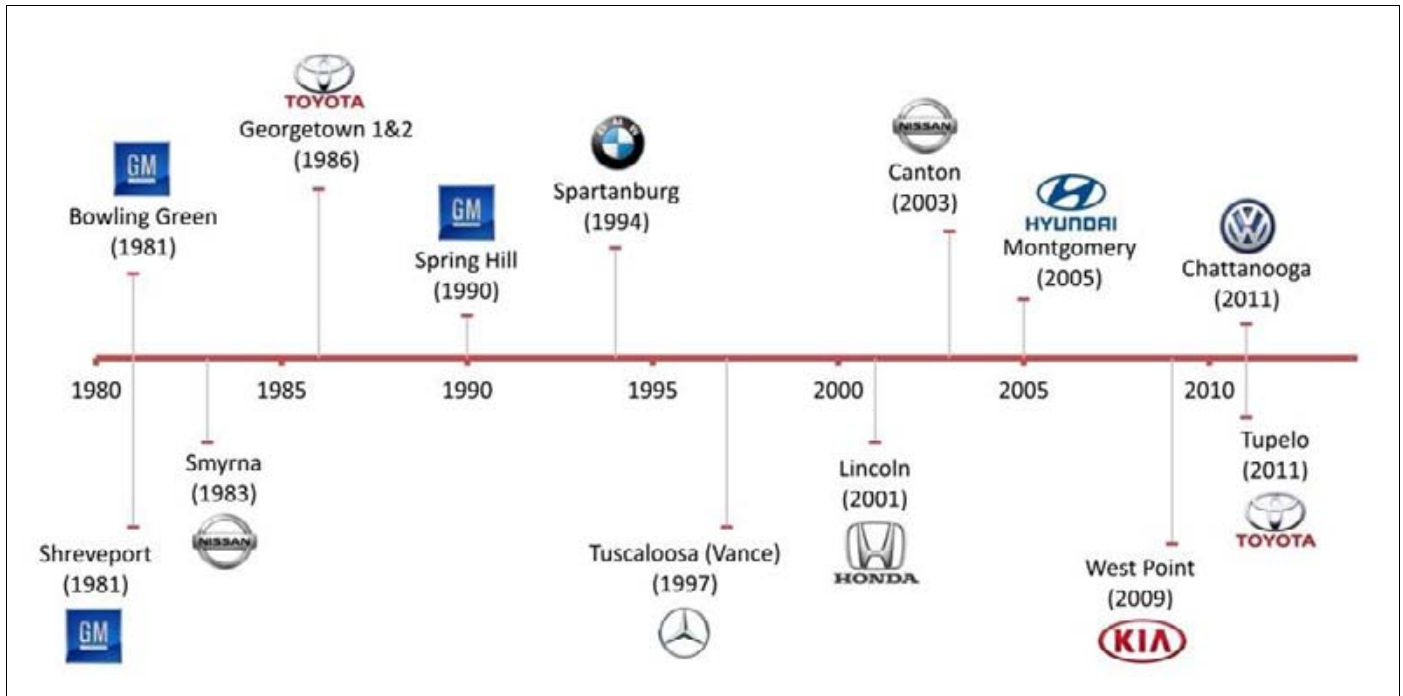 TOYOTA
Georgetown 1&2
(1986)
GM
Bowling Green
(1981)
GM
Spring Hill
(1990)
BMW
Spartanburg
(1994)
NISSAN
Canton
(2003)
HYUNDAI
Montgomery
(2005)
Chattanooga
(2011)
1980
1985
1990
1995
2000
2005
2010
Shreveport
(1981)
GM
Smyrna
(1983)
NISSAN
Tuscaloosa (Vance)
(1997)
Lincoln
(2001)
HONDA
West Point
(2009)
KIA
Tupelo
(2011)
TOYOTA